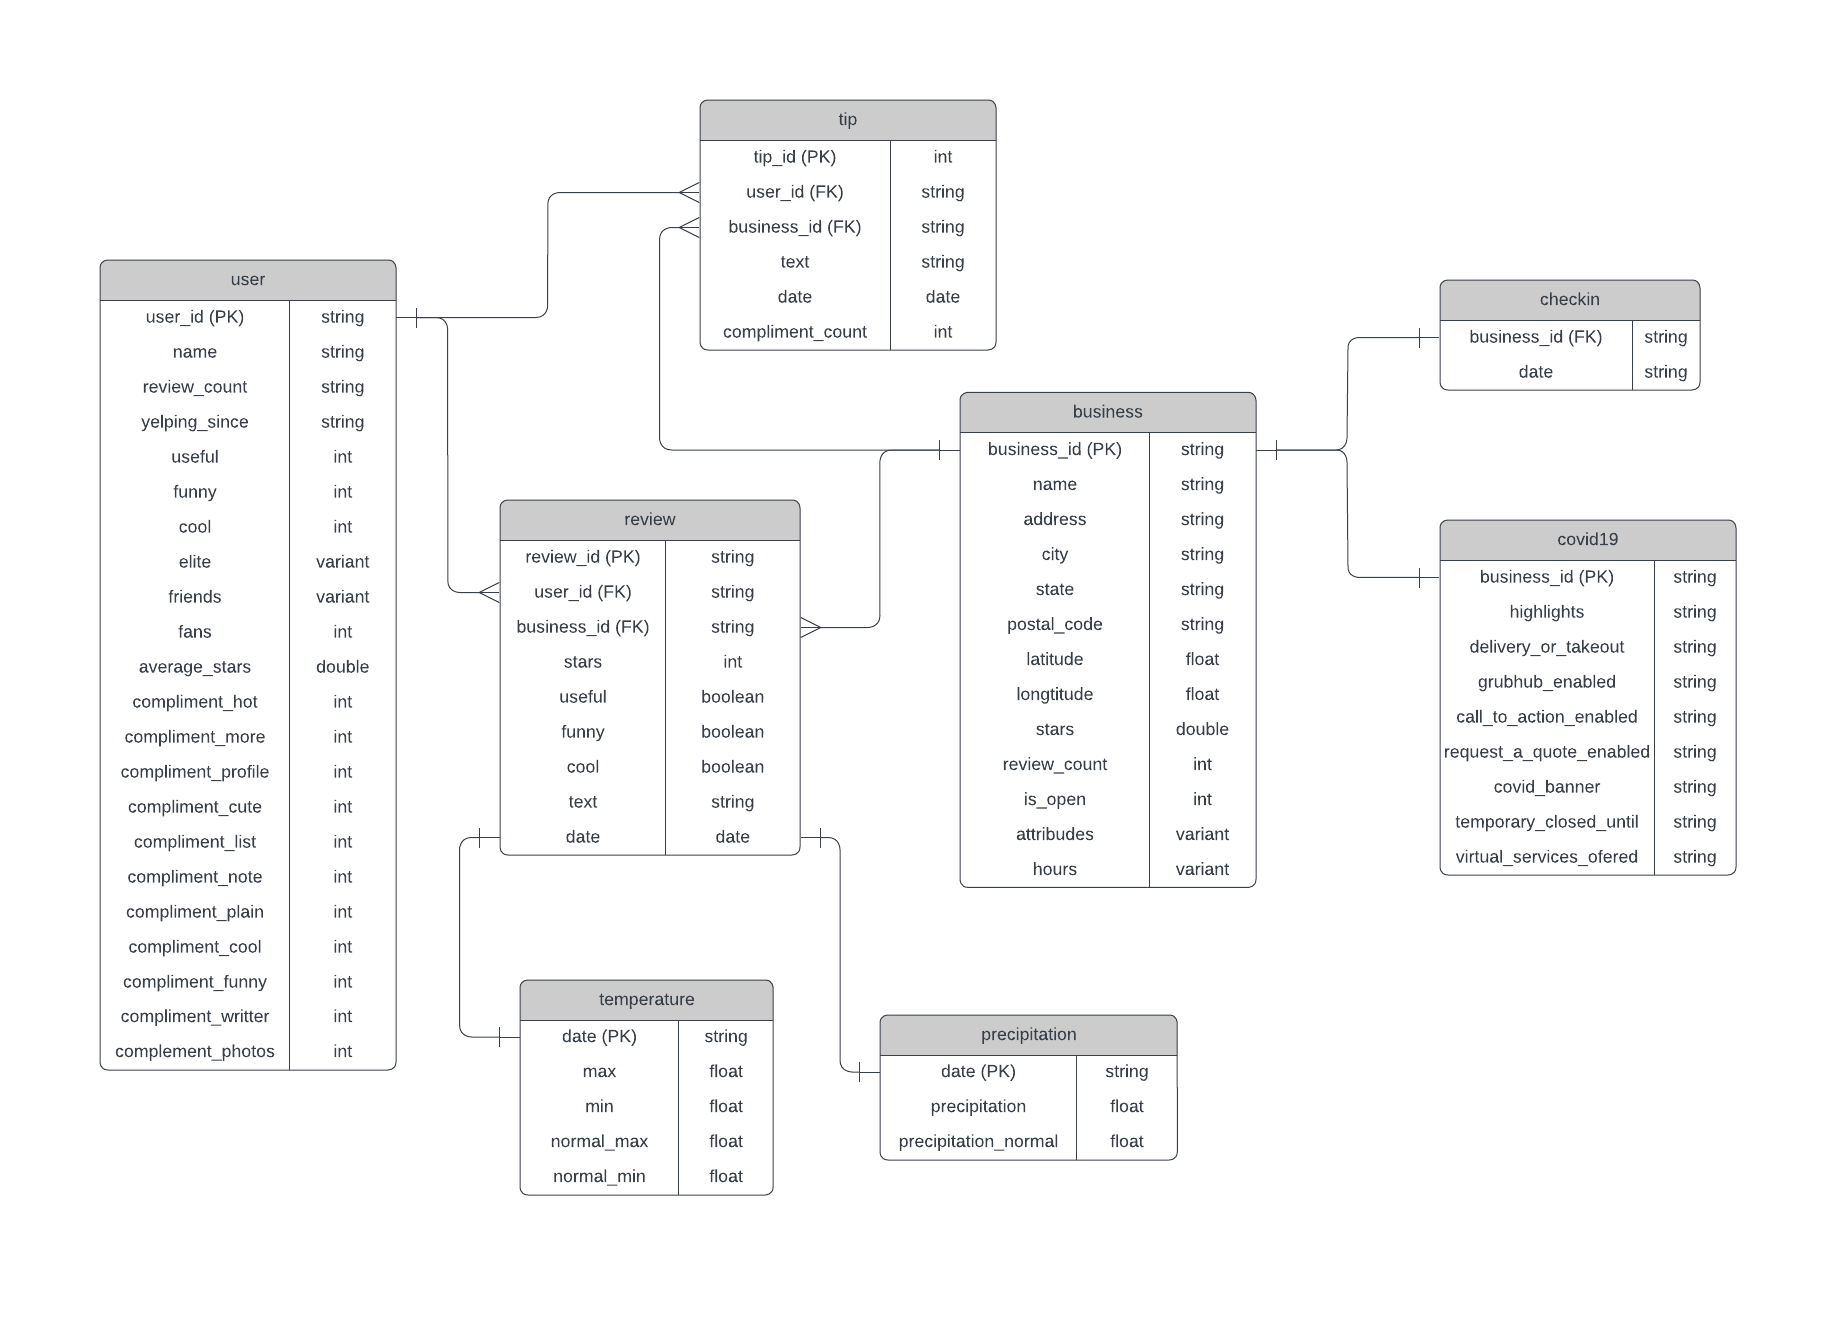 tip
tip_id (PK) int
user_id (FK) string
business_id (FK) string
text string
date date
compliment_count int
user
user_id (PK) string
name string
review_count string
yelping_since string
useful int
funny int
cool int
elite variant
friends variant
fans int
average_stars double
compliment_hot int
compliment_more int
compliment_profile int
compliment_cute int
compliment_list int
compliment_note int
compliment_plain int
compliment_cool int
compliment_funny int
compliment_writter int
complement_photos int
checkin
business_id (FK) string
date string
business
business_id (PK) string
name string
address string
city string
state string
postal_code string
latitude float
longtitude float
stars double
review_count int
is_open int
attribudes variant
hours variant
review
review_id (PK) string
user_id (FK) string
business_id (FK) string
stars int
useful boolean
funny boolean
cool boolean
text string
date date
covid19
business_id (PK) string
highlights string
delivery_or_takeout string
grubhub_enabled string
call_to_action_enabled string
request_a_quote_enabled string
covid_banner string
temporary_closed_until string
virtual_services_ofered string
temperature
date (PK) string
max float
min float
normal_max float
normal_min float
precipitation
date (PK) string
precipitation float
precipitation_normal float